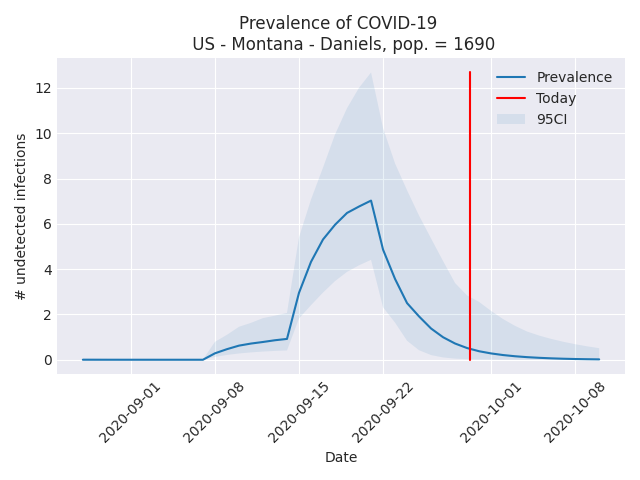 Prevalence of COVID-19
US - Montana - Daniels, pop. = 1690
Prevalence
Today
95CI
# undetected infections
12
10
8
6
4
2
0
2020-09-01
2020-09-08
2020-09-15
2020-09-22
2020-10-01
2020-10-08
Date